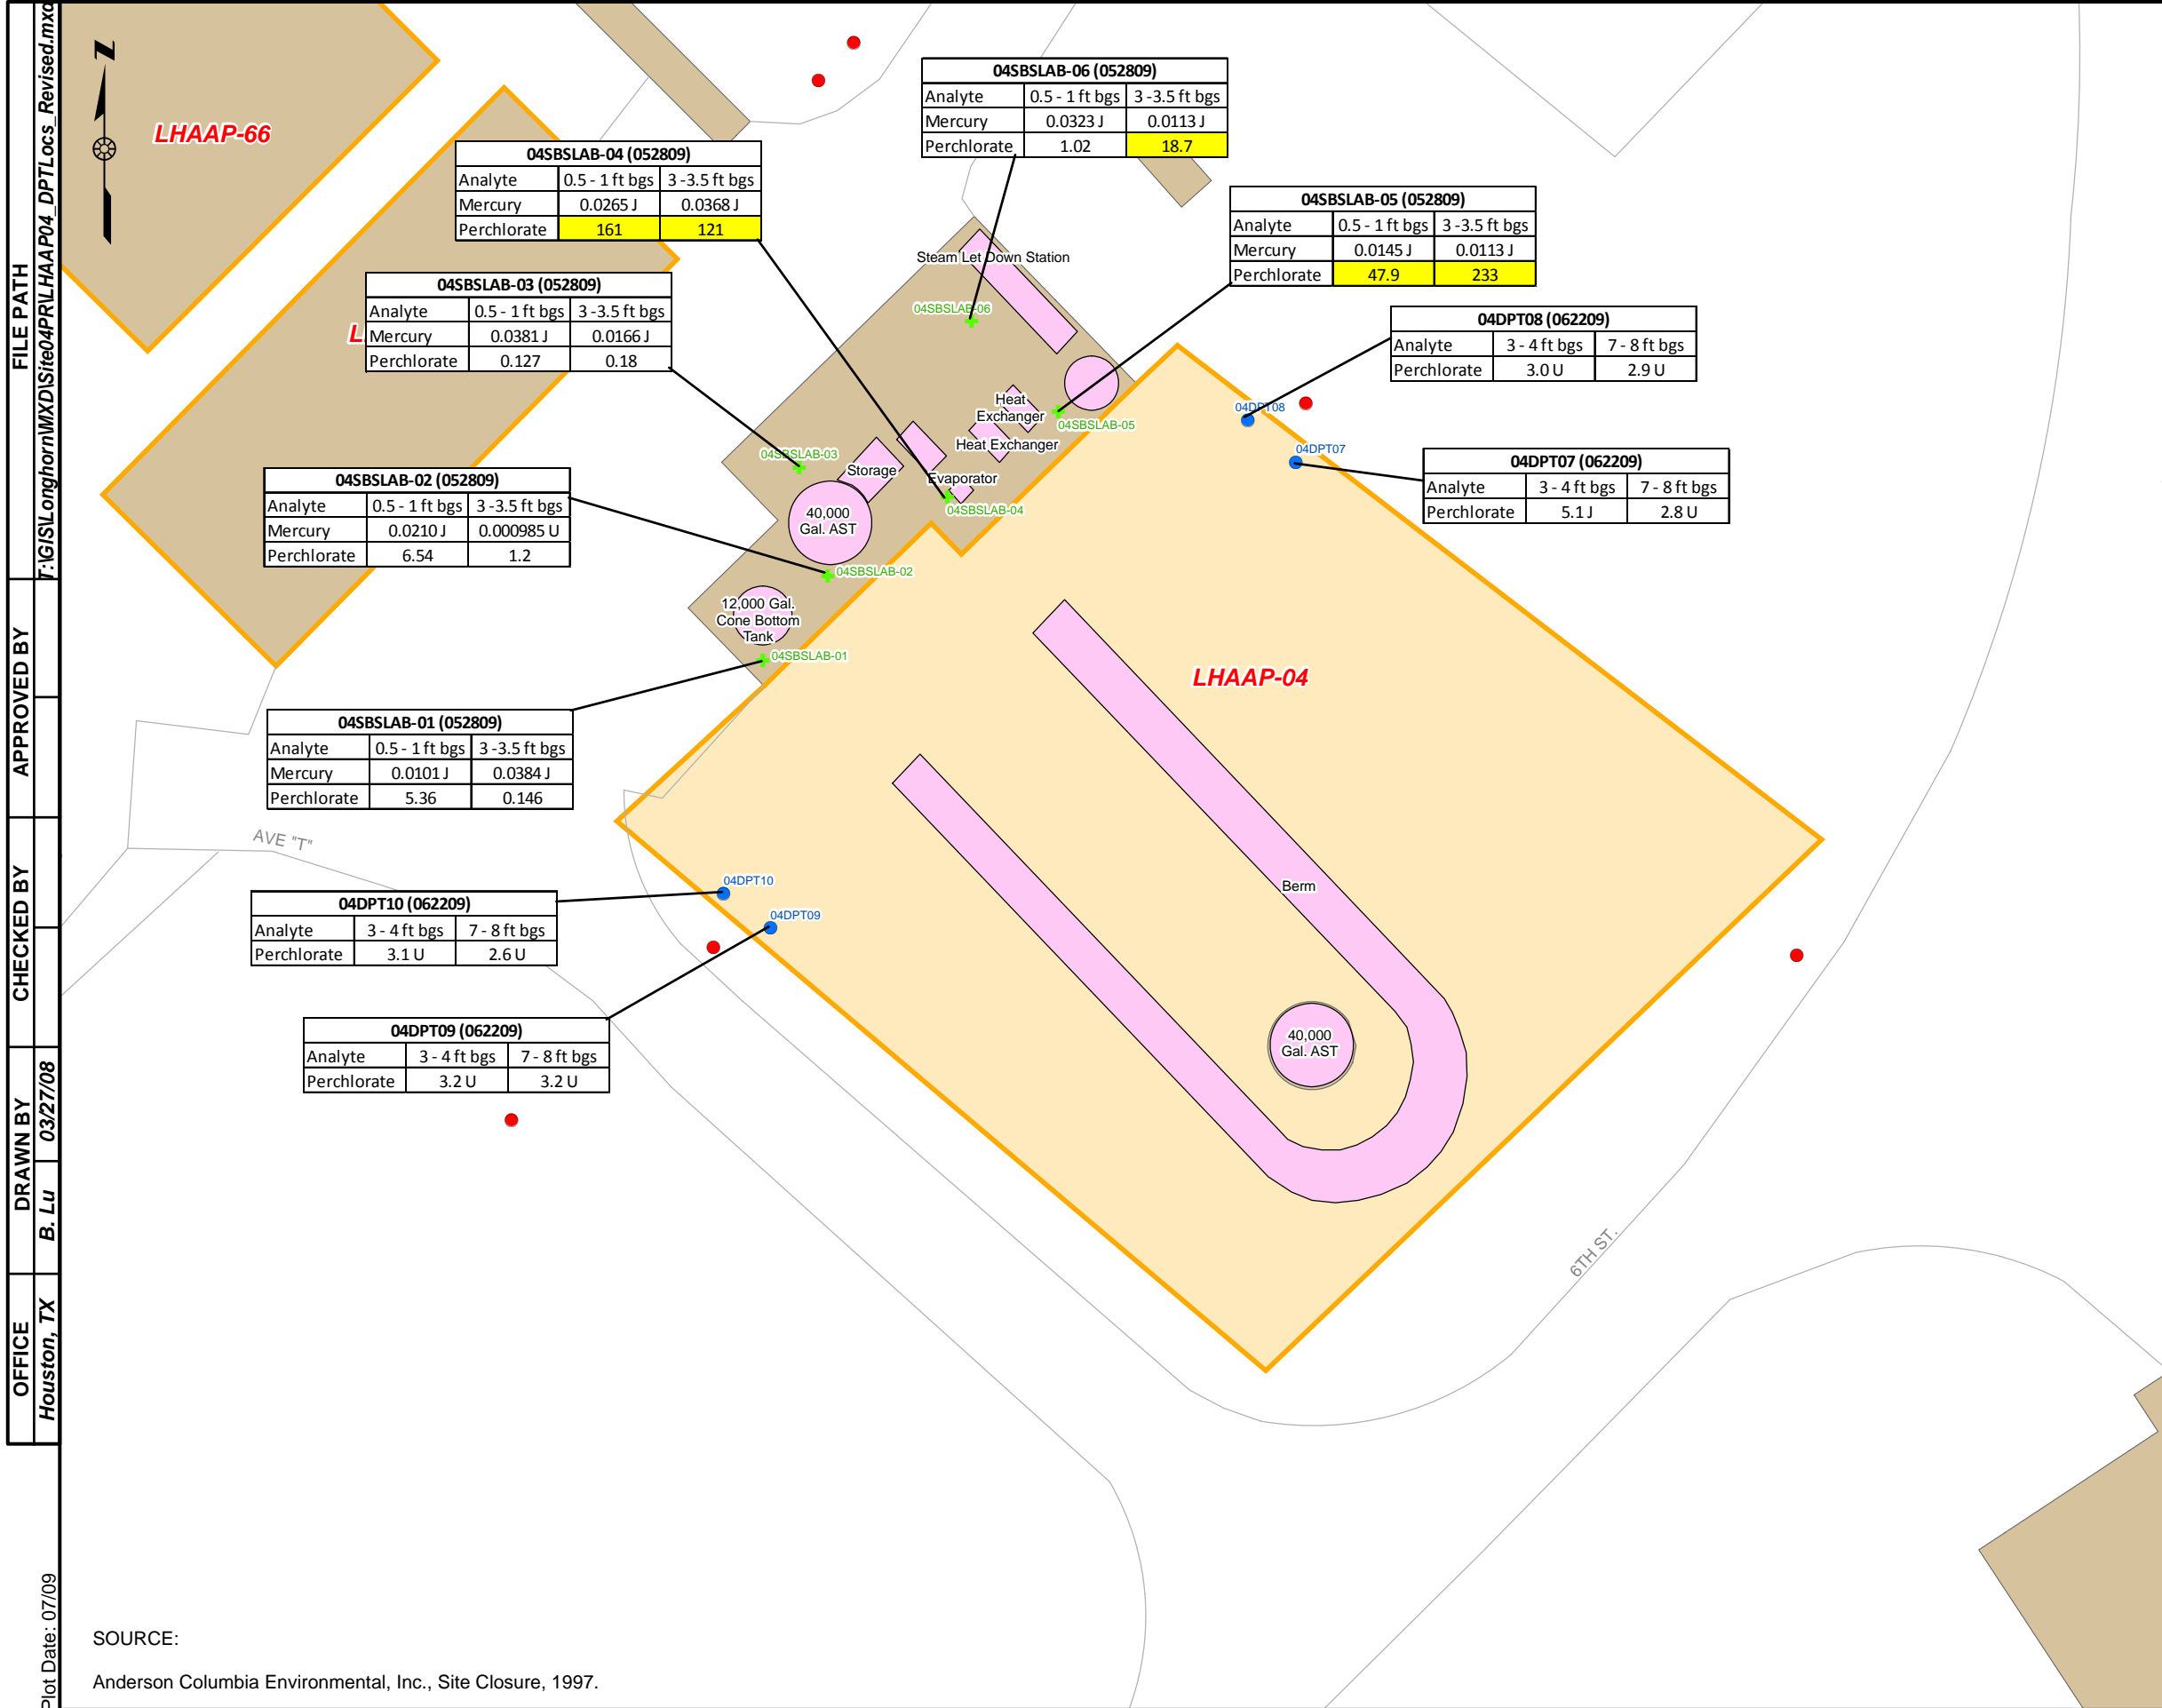 FILE PATH
T:\GIS\Longhorn\MXD\Site04PRI\LHAAP04_DPTLocs_Revised.mxd
APPROVED BY
CHECKED BY
DRAWN BY
B. Lu 03/27/08
OFFICE
Houston, TX
Plot Date: 07/09
N
LHAAP-66
04SBSLAB-06 (052809)
Analyte 0.5 - 1 ft bgs 3 -3.5 ft bgs
Mercury 0.0323 J 0.0113 J
Perchlorate 1.02 18.7
04SBSLAB-04 (052809)
Analyte 0.5 - 1 ft bgs 3 -3.5 ft bgs
Mercury 0.0265 J 0.0368 J
Perchlorate 161 121
04SBSLAB-05 (052809)
Analyte 0.5 - 1 ft bgs 3 -3.5 ft bgs
Mercury 0.0145 J 0.0113 J
Perchlorate 47.9 233
04SBSLAB-03 (052809)
Analyte 0.5 - 1 ft bgs 3 -3.5 ft bgs
Mercury 0.0381 J 0.0166 J
Perchlorate 0.127 0.18
04DPT08 (062209)
Analyte 3 - 4 ft bgs 7 - 8 ft bgs
Perchlorate 3.0 U 2.9 U
04DPT07 (062209)
Analyte 3 - 4 ft bgs 7 - 8 ft bgs
Perchlorate 5.1 J 2.8 U
04SBSLAB-02 (052809)
Analyte 0.5 - 1 ft bgs 3 -3.5 ft bgs
Mercury 0.0210 J 0.000985 U
Perchlorate 6.54 1.2
04SBSLAB-01 (052809)
Analyte 0.5 - 1 ft bgs 3 -3.5 ft bgs
Mercury 0.0101 J 0.0384 J
Perchlorate 5.36 0.146
04DPT10 (062209)
Analyte 3 - 4 ft bgs 7 - 8 ft bgs
Perchlorate 3.1 U 2.6 U
04DPT09 (062209)
Analyte 3 - 4 ft bgs 7 - 8 ft bgs
Perchlorate 3.2 U 3.2 U
Steam Let Down Station
04SBSLAB-06
Heat
Exchanger
04SBSLAB-05
Heat Exchanger
04DPT08
04DPT07
04SBSLAB-03
Storage
Evaporator
04SBSLAB-04
40,000
Gal. AST
04SBSLAB-02
12,000 Gal.
Cone Bottom
Tank
04SBSLAB-01
LHAAP-04
AVE "T"
04DPT10
04DPT09
Berm
40,000
Gal. AST
6TH ST.
SOURCE:
Anderson Columbia Environmental, Inc., Site Closure, 1997.